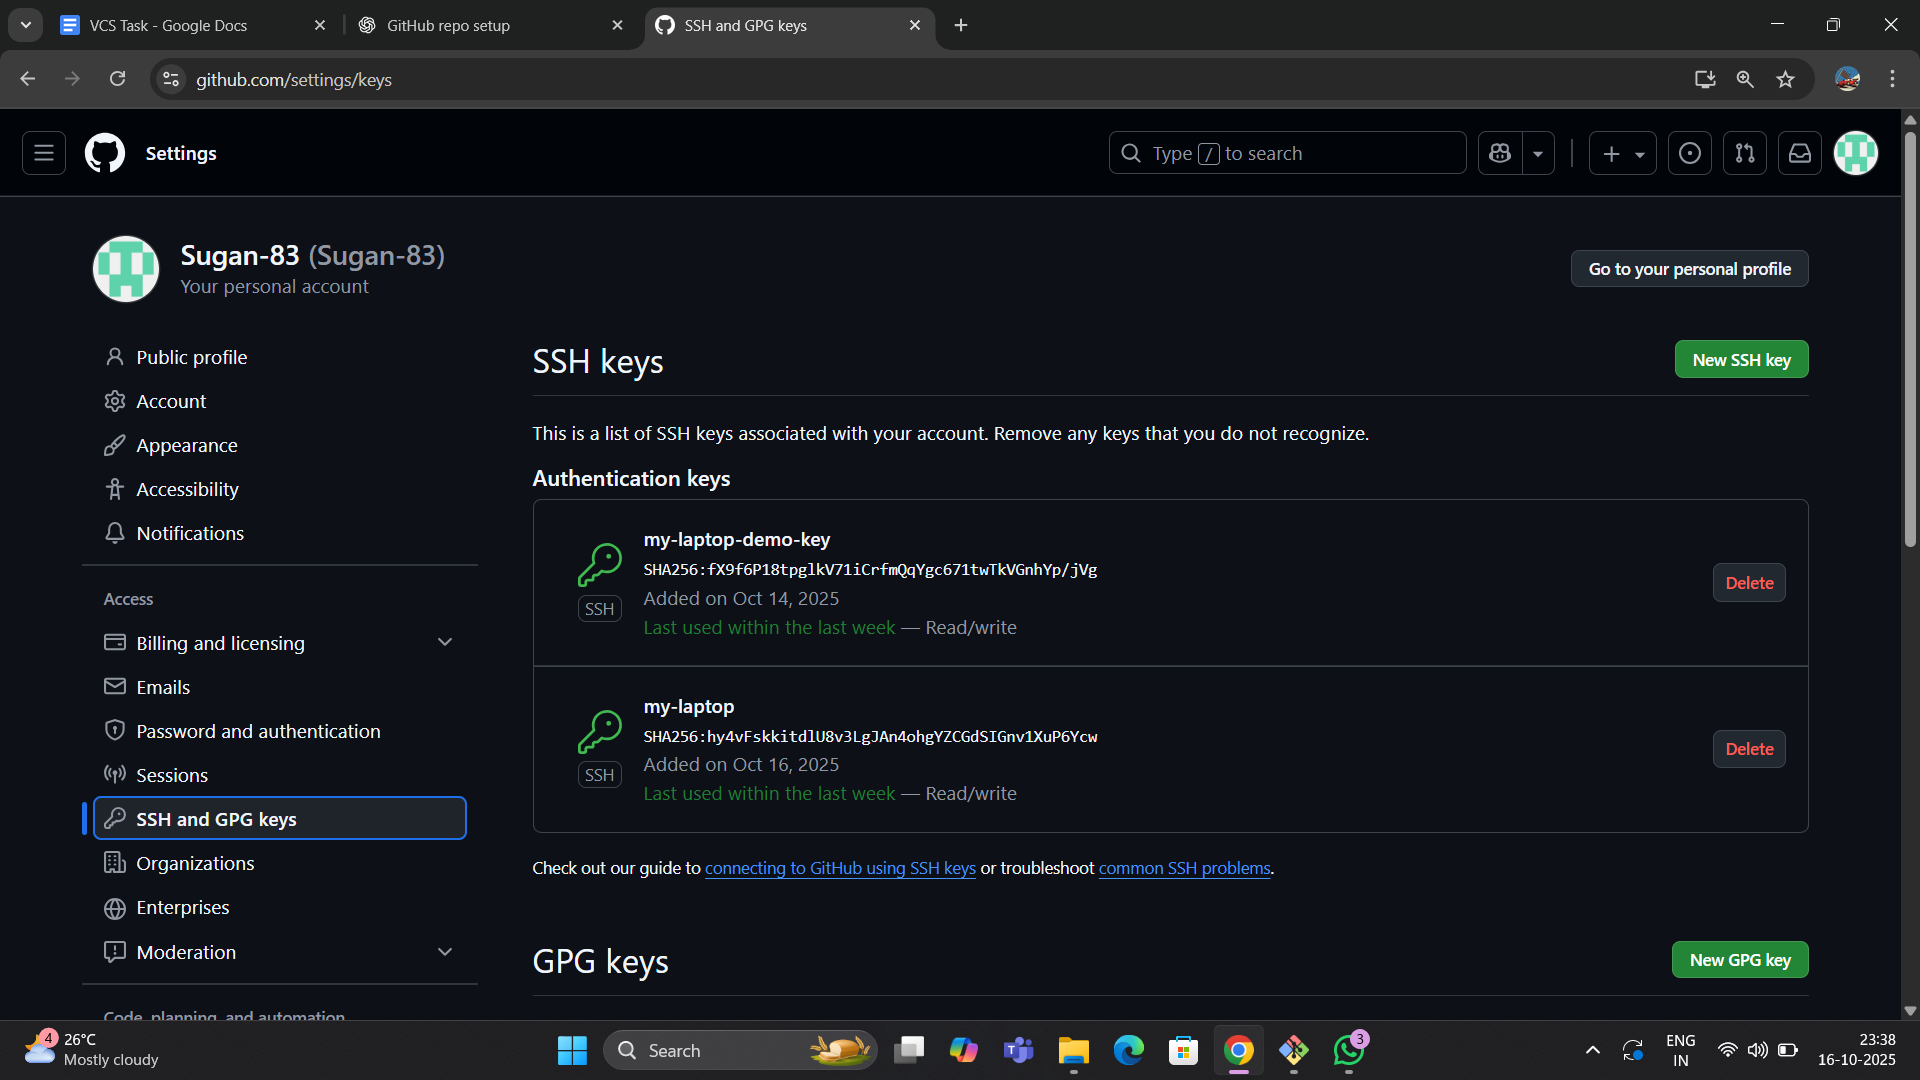 VCS Task - Google Docs
GitHub repo setup
SSH and GPG keys
github.com/settings/keys
Settings
Type / to search
Sugan-83 (Sugan-83)
Your personal account
Go to your personal profile
Public profile
Account
Appearance
Accessibility
Notifications
Access
Billing and licensing
Emails
Password and authentication
Sessions
SSH and GPG keys
Organizations
Enterprises
Moderation
Code, planning, and automation
SSH keys
New SSH key
This is a list of SSH keys associated with your account. Remove any keys that you do not recognize.
Authentication keys
my-laptop-demo-key
SHA256:fX9f6P18tpglkV71iCrfmQqYgc671twTkVGnhYp/jVg
SSH
Added on Oct 14, 2025
Last used within the last week — Read/write
Delete
my-laptop
SHA256:hy4vFskkitdlU8v3LgJAn4ohgYZCGdSIGnv1XuP6Ycw
SSH
Added on Oct 16, 2025
Last used within the last week — Read/write
Delete
Check out our guide to connecting to GitHub using SSH keys or troubleshoot common SSH problems.
GPG keys
New GPG key
4
26°C
Mostly cloudy
Search
3
ENG
IN
23:38
16-10-2025